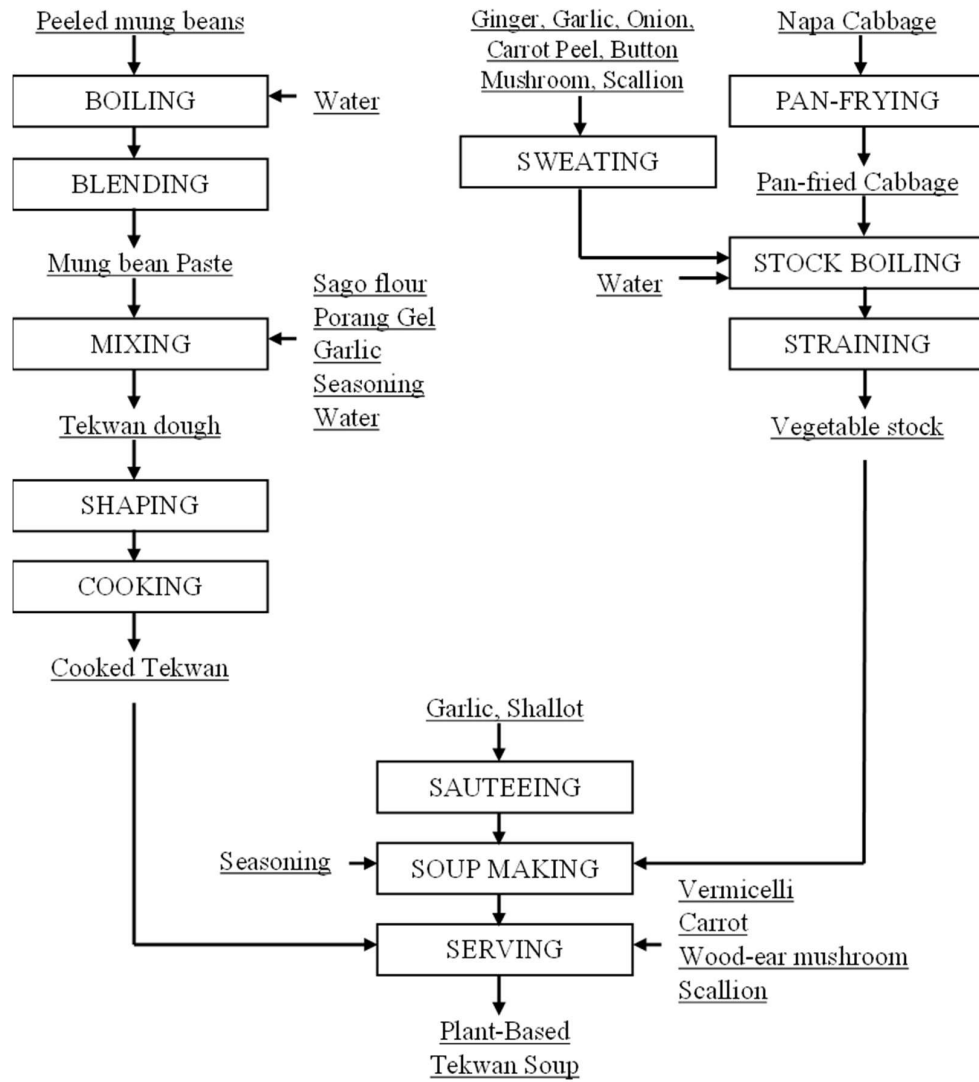 Peeled mung beans
BOILING
Water
BLENDING
Mung bean Paste
MIXING
Sago flour
Porang Gel
Garlic
Seasoning
Water
Tekwan dough
SHAPING
COOKING
Cooked Tekwan
Ginger, Garlic, Onion,
Carrot Peel, Button
Mushroom, Scallion
SWEATING
Napa Cabbage
PAN-FRYING
Pan-fried Cabbage
STOCK BOILING
Water
STRAINING
Vegetable stock
Garlic, Shallot
SAUTEEING
Seasoning
SOUP MAKING
Vermicelli
Carrot
Wood-ear mushroom
Scallion
SERVING
Plant-Based
Tekwan Soup